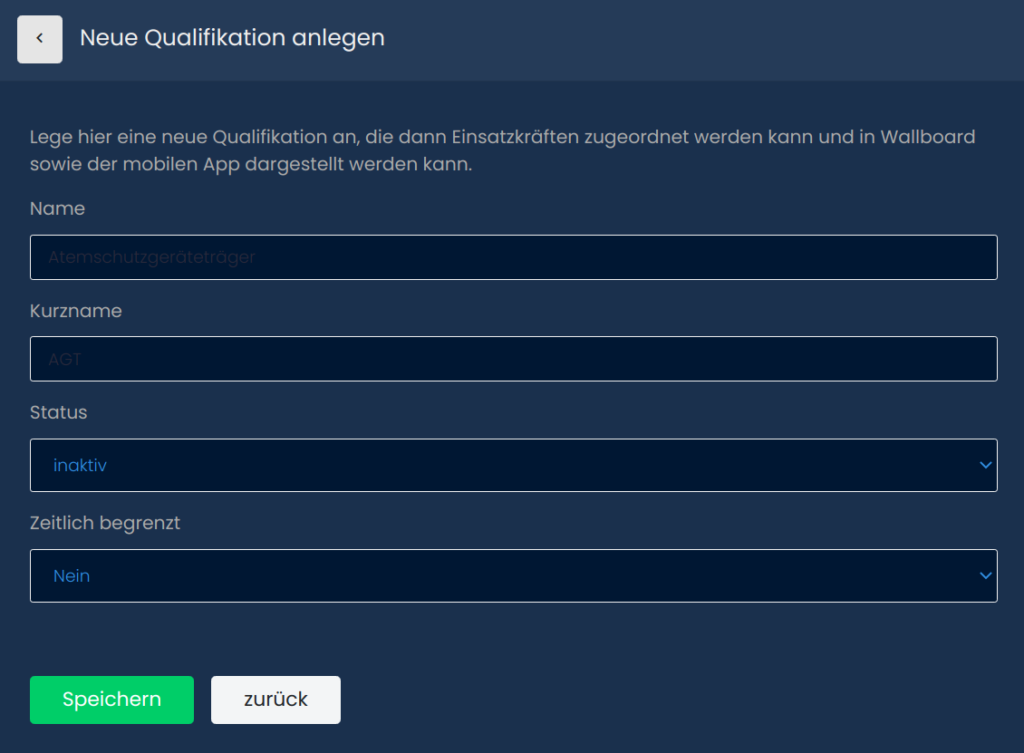 Neue Qualifikation anlegen
Lege hier eine neue Qualifikation an, die dann Einsatzkräften zugeordnet werden kann und in Wallboard
sowie der mobilen App dargestellt werden kann.
Name
Atemschutzgeräteträger
Kurzname
AGT
Status
inaktiv
Zeitlich begrenzt
Nein
Speichern
zurück